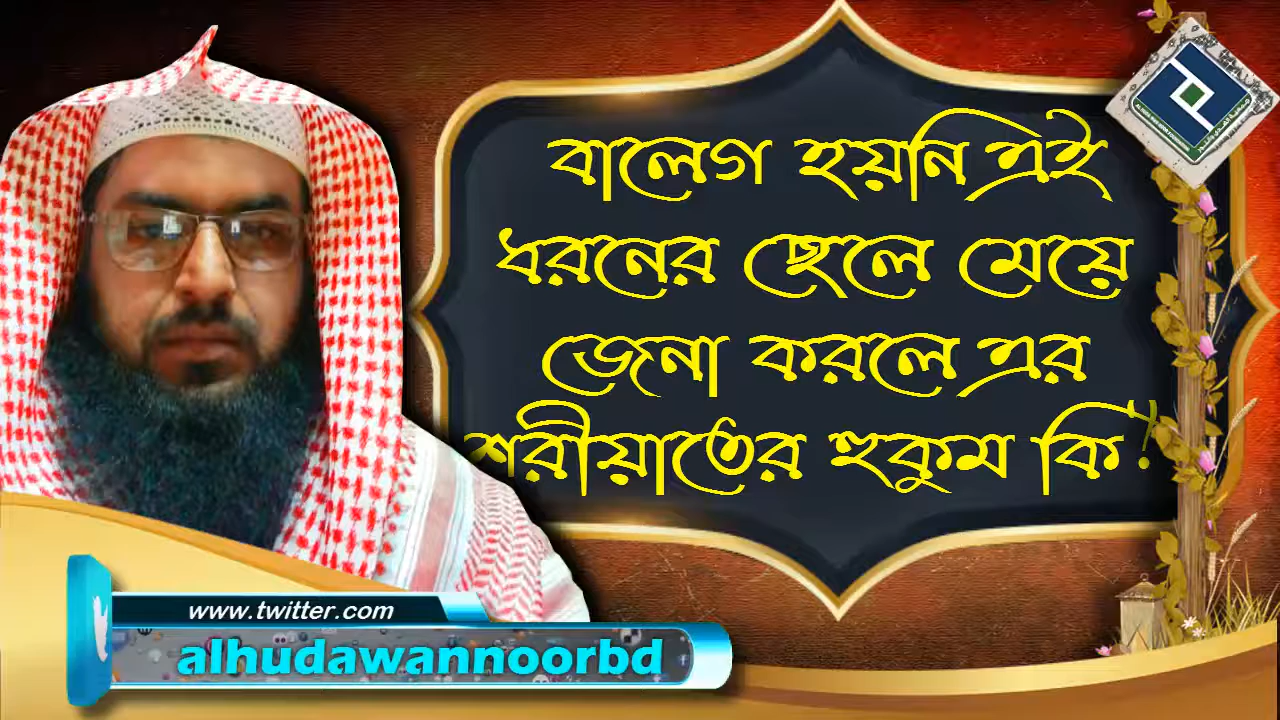 বালেগ হয়নি এই
ধরনের ছেলে মেয়ে
জেনা করলে এর
শরীয়াতের হুকুম কি?
www.twitter.com
alhudawannoorbd